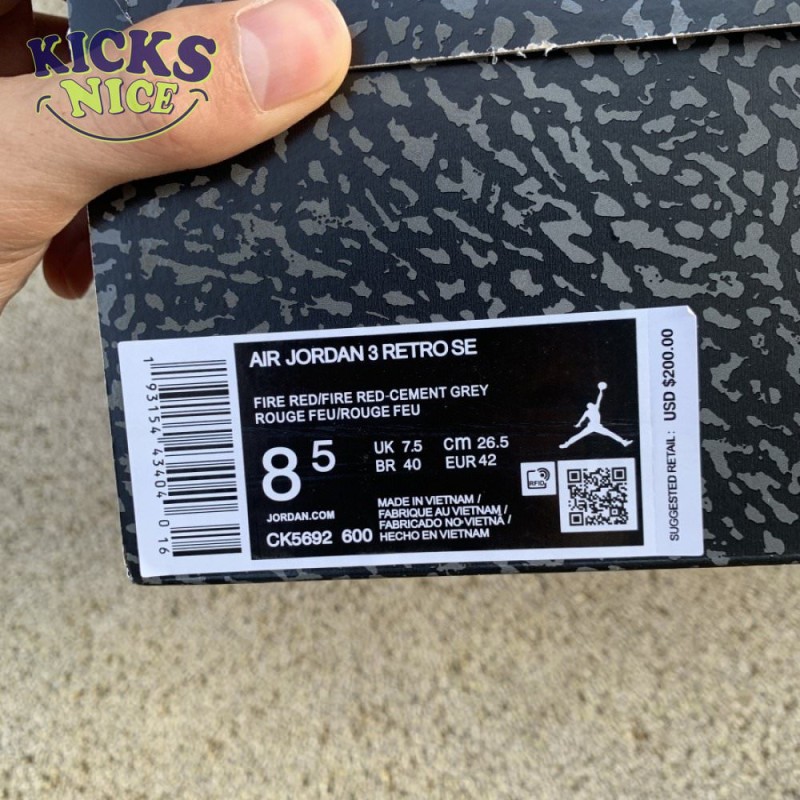 KICKS
NICE
AIR JORDAN 3 RETRO SE
FIRE RED/FIRE RED-CEMENT GREY
ROUGE FEU/ROUGE FEU
8 5
UK 7.5 cm 26.5
BR 40 EUR 42
JORDAN.COM
CK5692 600
MADE IN VIETNAM /
FABRIQUE AU VIETNAM /
FABRICADO NO VIETNÃ /
HECHO EN VIETNAM
RFID
1 93154 43404 016
SUGGESTED RETAIL: USD $200.00